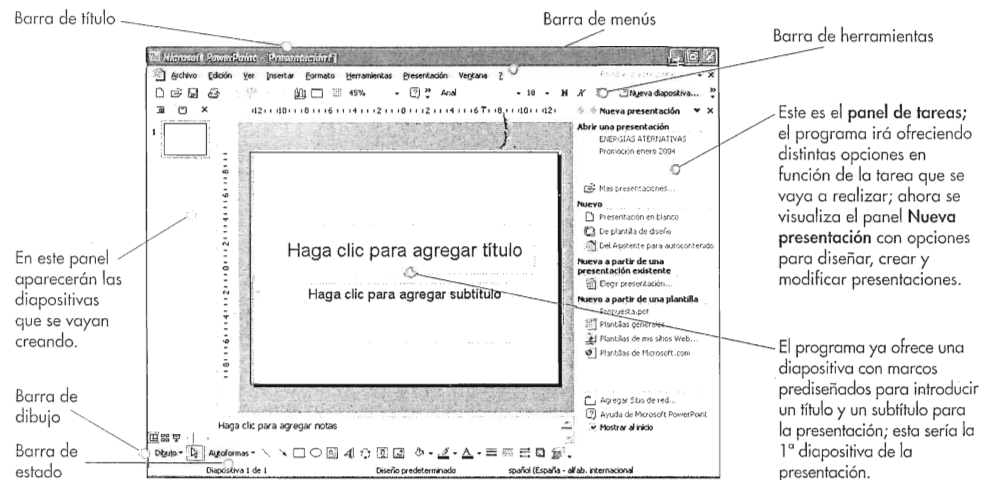 Barra de título
Barra de menús
Barra de herramientas
Microsoft PowerPoint - [Presentación1]
Archivo Edición Ver Insertar Formato Herramientas Presentación Ventana ?
45% Arial 18 N K Nueva diapositiva...
Nueva presentación
Abrir una presentación
ENERGIAS ATERNATIVAS
Promoción enero 2004
Mas presentaciones...
Nuevo
Presentación en blanco
De plantilla de diseño
Del Asistente para autocontenido
Nueva a partir de una
presentación existente
Elegir presentación...
Nuevo a partir de una plantilla
Propuesta.pot
Plantillas generales...
Plantillas de mis sitios Web...
Plantillas de Microsoft.com
Agregar Sitio de red...
Ayuda de Microsoft PowerPoint
Mostrar al inicio
1
Haga clic para agregar título
Haga clic para agregar subtítulo
Haga clic para agregar notas
Dibujo Autoformas
Diapositiva 1 de 1 Diseño predeterminado spañol (España - alfab. internacional
En este panel
aparecerán las
diapositivas
que se vayan
creando.
Barra de
dibujo
Barra de
estado
Este es el panel de tareas;
el programa irá ofreciendo
distintas opciones en
función de la tarea que se
vaya a realizar; ahora se
visualiza el panel Nueva
presentación con opciones
para diseñar, crear y
modificar presentaciones.
El programa ya ofrece una
diapositiva con marcos
prediseñados para introducir
un título y un subtítulo para
la presentación; esta sería la
1ª diapositiva de la
presentación.